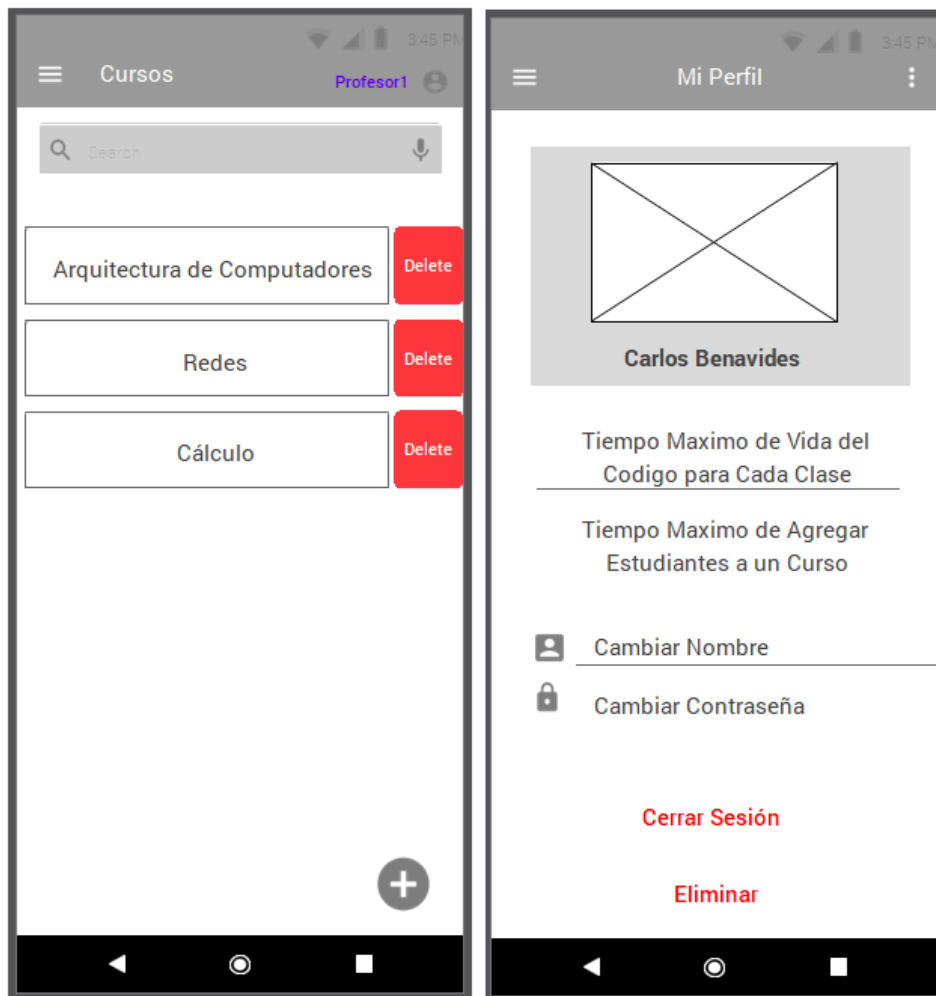 3:45 PM
Cursos
Profesor1
Search
Arquitectura de Computadores
Delete
Redes
Delete
Cálculo
Delete
3:45 PM
Mi Perfil
Carlos Benavides
Tiempo Maximo de Vida del
Codigo para Cada Clase
Tiempo Maximo de Agregar
Estudiantes a un Curso
Cambiar Nombre
Cambiar Contraseña
Cerrar Sesión
Eliminar